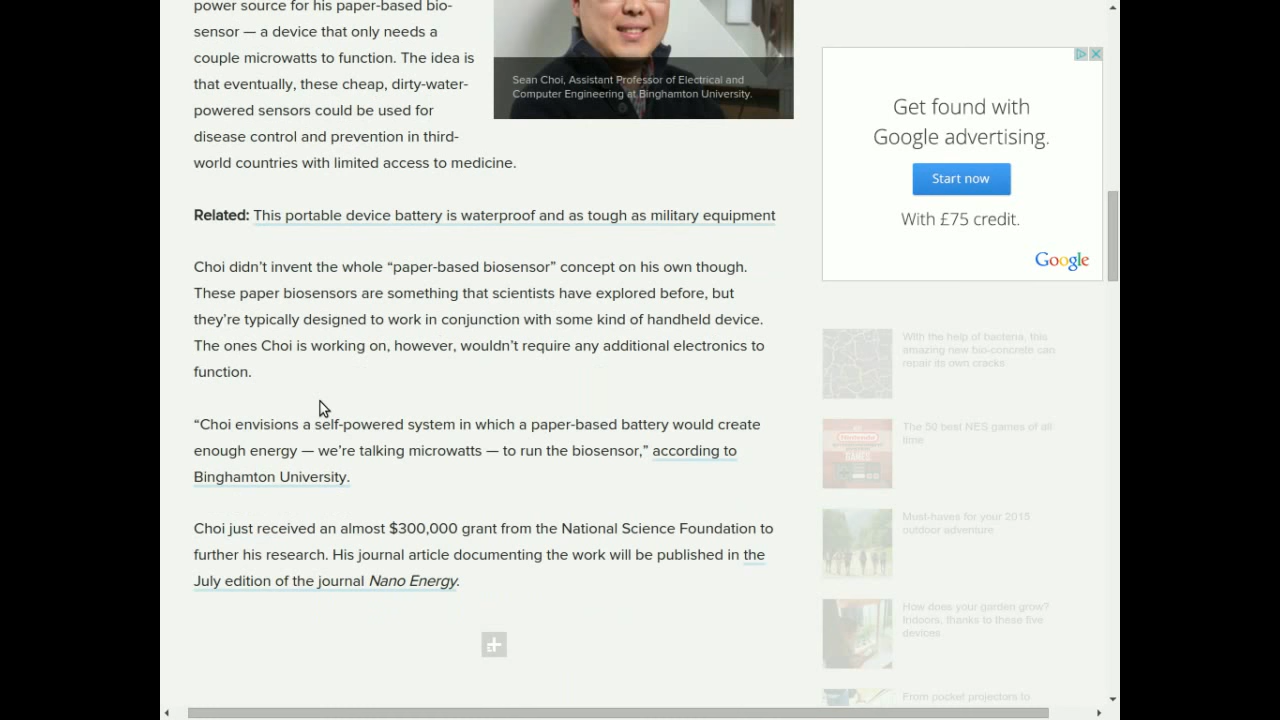 power source for his paper-based bio-
sensor — a device that only needs a
couple microwatts to function. The idea is
that eventually, these cheap, dirty-water-
powered sensors could be used for
disease control and prevention in third-
world countries with limited access to medicine.
Sean Choi, Assistant Professor of Electrical and
Computer Engineering at Binghamton University.
Related: This portable device battery is waterproof and as tough as military equipment
Choi didn’t invent the whole “paper-based biosensor” concept on his own though.
These paper biosensors are something that scientists have explored before, but
they’re typically designed to work in conjunction with some kind of handheld device.
The ones Choi is working on, however, wouldn’t require any additional electronics to
function.
“Choi envisions a self-powered system in which a paper-based battery would create
enough energy — we’re talking microwatts — to run the biosensor,” according to
Binghamton University.
Choi just received an almost $300,000 grant from the National Science Foundation to
further his research. His journal article documenting the work will be published in the
July edition of the journal Nano Energy.
Get found with
Google advertising.
Start now
With £75 credit.
Google
With the help of bacteria, this
amazing new bio-concrete can
repair its own cracks
The 50 best NES games of all
time
Nintendo
GAMES
Must-haves for your 2015
outdoor adventure
How does your garden grow?
Indoors, thanks to these five
devices
From pocket projectors to